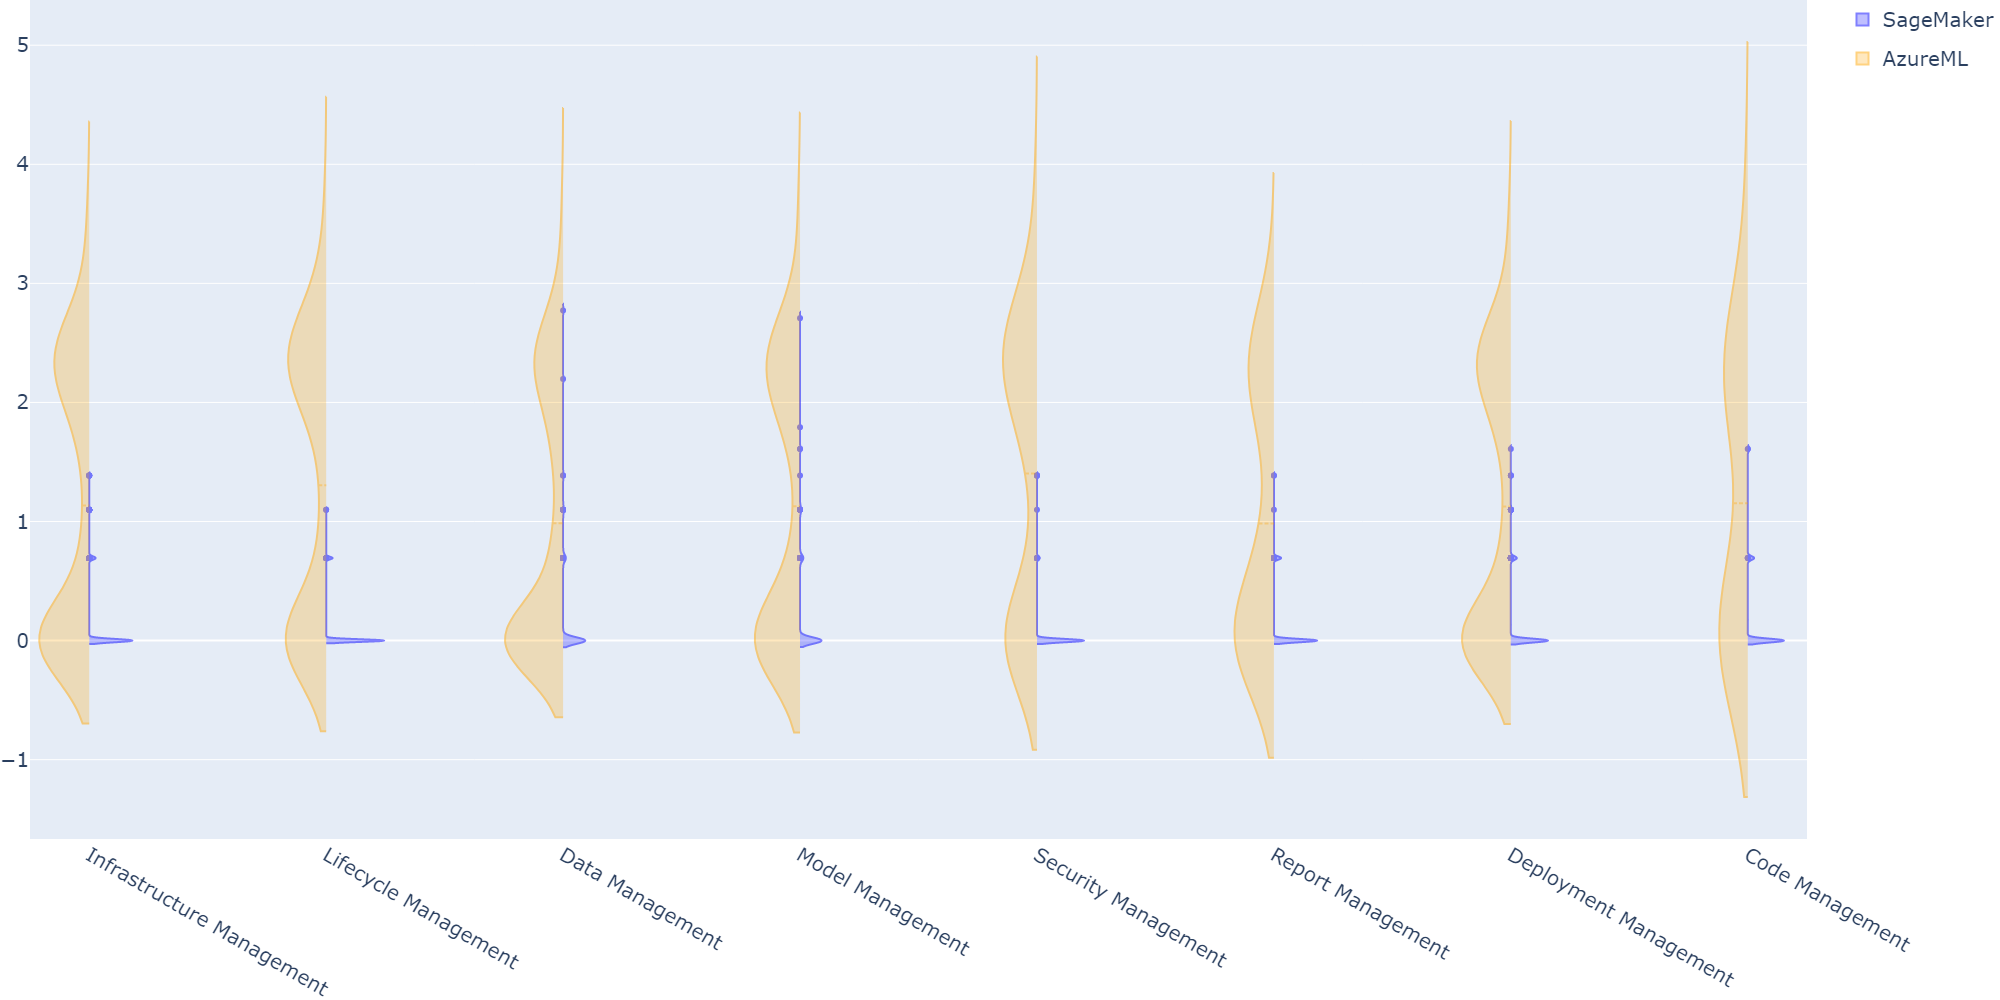 SageMaker
AzureML
5
4
3
2
1
0
−1
Infrastructure Management
Lifecycle Management
Data Management
Model Management
Security Management
Report Management
Deployment Management
Code Management